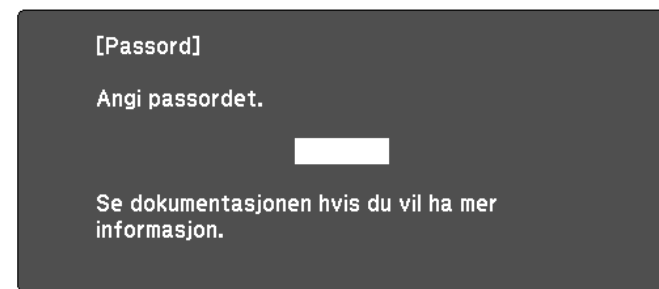 [Passord]
Angi passordet.
Se dokumentasjonen hvis du vil ha mer
informasjon.